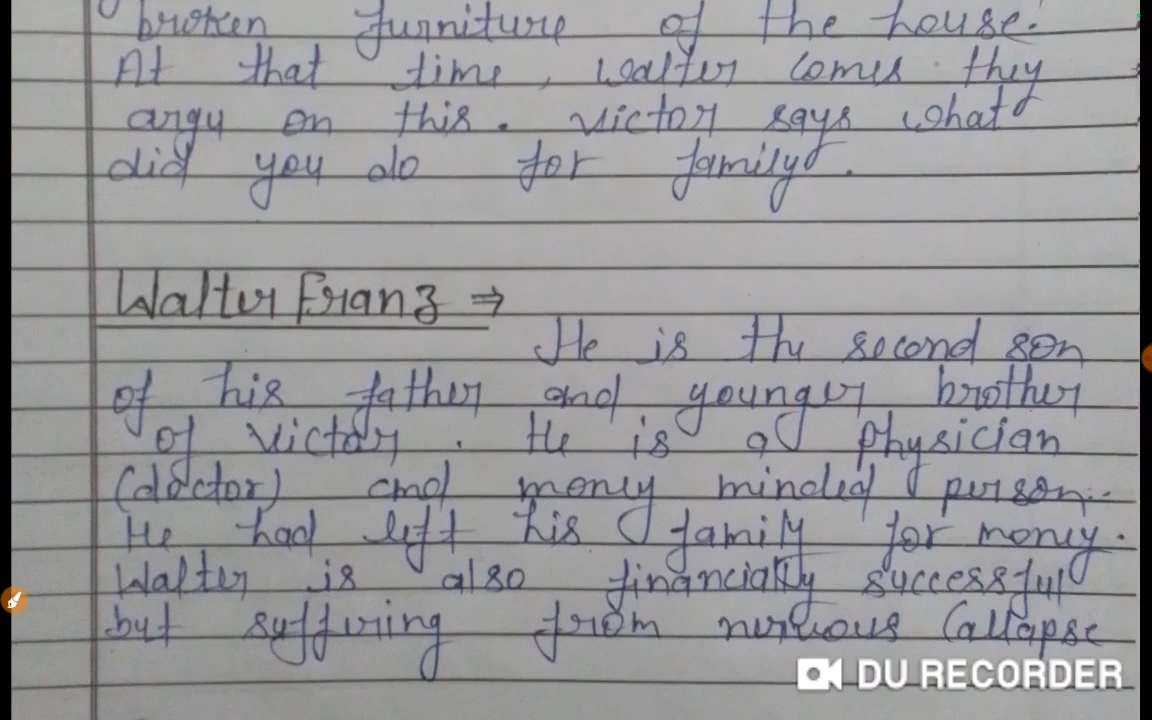 broken furniture of the house.
At that time, Walter comes they
argu on this. Victor says what
did you do for family.
Walter Franz ⇒
He is the second son
of his father and younger brother
of Victor. He is a physician
(doctor) and money minded person.
He had left his family for money.
Walter is also financially successful
but suffering from nervous Callapse
DU RECORDER